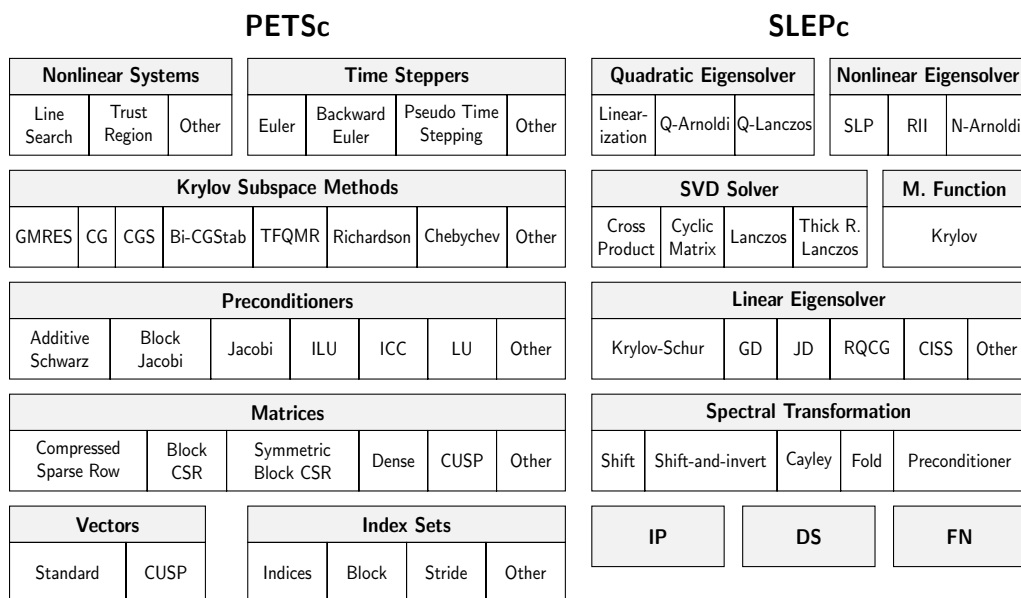 PETSc
SLEPc
Nonlinear Systems
Line Search
Trust Region
Other
Time Steppers
Euler
Backward Euler
Pseudo Time Stepping
Other
Quadratic Eigensolver
Linear-
ization
Q-Arnoldi
Q-Lanczos
Nonlinear Eigensolver
SLP
RII
N-Arnoldi
Krylov Subspace Methods
GMRES
CG
CGS
Bi-CGStab
TFQMR
Richardson
Chebychev
Other
SVD Solver
Cross Product
Cyclic Matrix
Lanczos
Thick R. Lanczos
M. Function
Krylov
Preconditioners
Additive Schwarz
Block Jacobi
Jacobi
ILU
ICC
LU
Other
Linear Eigensolver
Krylov-Schur
GD
JD
RQCG
CISS
Other
Matrices
Compressed Sparse Row
Block CSR
Symmetric Block CSR
Dense
CUSP
Other
Spectral Transformation
Shift
Shift-and-invert
Cayley
Fold
Preconditioner
Vectors
Standard
CUSP
Index Sets
Indices
Block
Stride
Other
IP
DS
FN